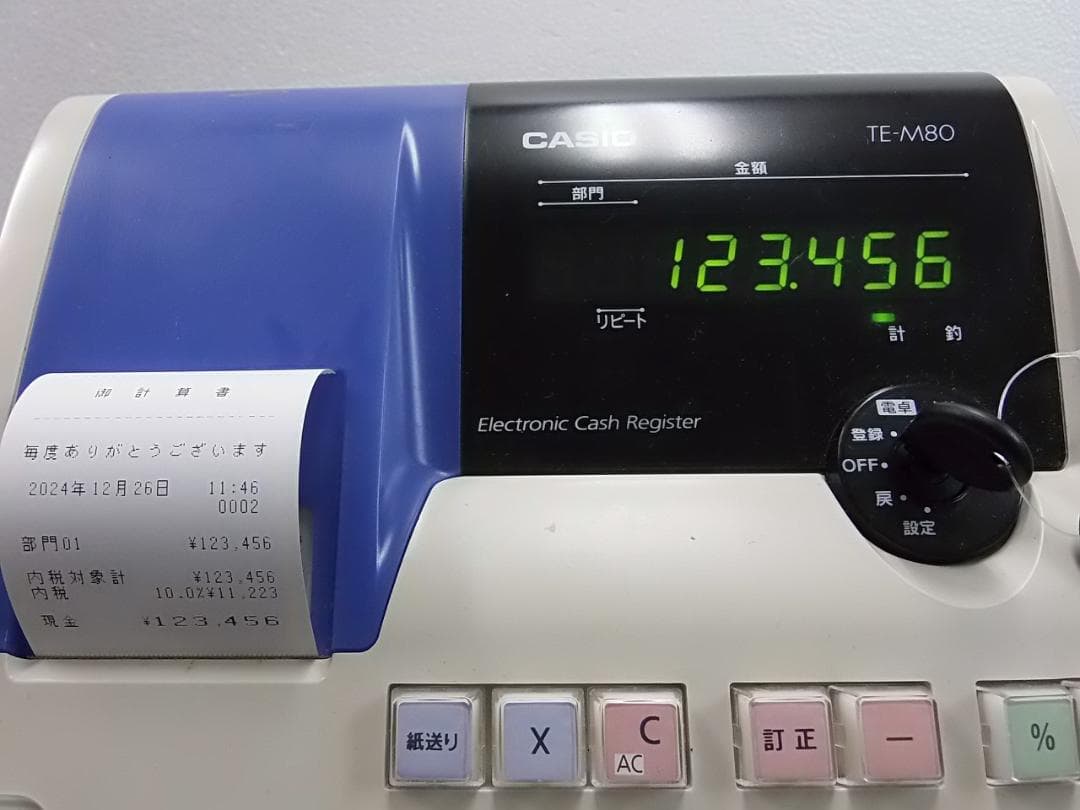 CASIO
TE-M80
金額
部門
123.456
リピート
計 釣
Electronic Cash Register
電卓
登録
OFF
戻
設定
御計算書
毎度ありがとうございます
2024年12月26日 11:46
0002
部門01 ¥123,456
内税対象計 ¥123,456
内税 10.0%¥11,223
現金 ¥123,456
紙送り
X
C
AC
訂正
－
%